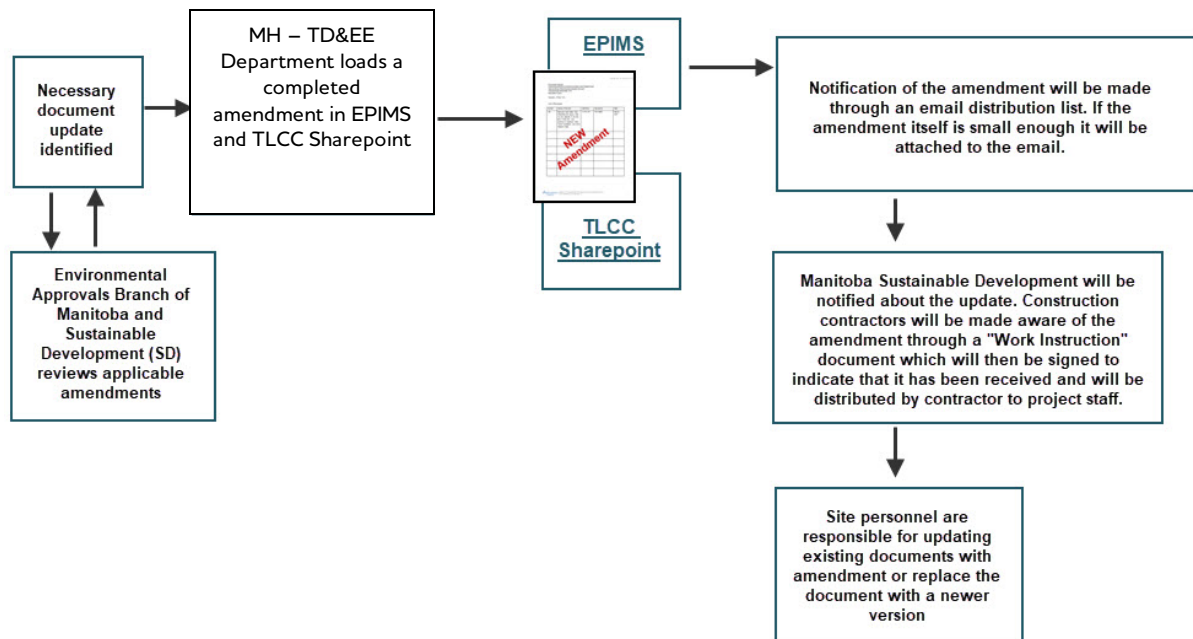 Necessary
document
update
identified
MH – TD&EE
Department loads a
completed
amendment in EPIMS
and TLCC Sharepoint
EPIMS
NEW
Amendment
TLCC
Sharepoint
Notification of the amendment will be made
through an email distribution list. If the
amendment itself is small enough it will be
attached to the email.
Environmental
Approvals Branch of
Manitoba and
Sustainable
Development (SD)
reviews applicable
amendments
Manitoba Sustainable Development will be
notified about the update. Construction
contractors will be made aware of the
amendment through a "Work Instruction"
document which will then be signed to
indicate that it has been received and will be
distributed by contractor to project staff.
Site personnel are
responsible for updating
existing documents with
amendment or replace the
document with a newer
version